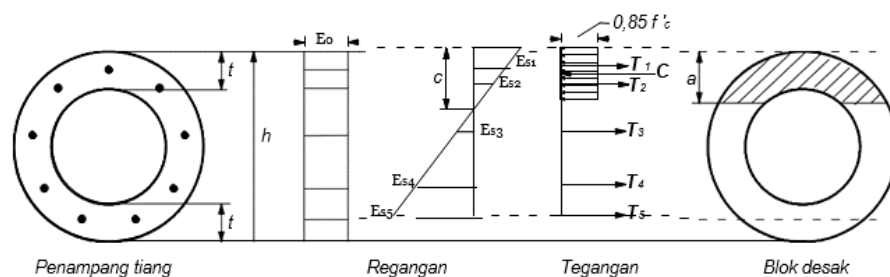 0,85 f'c
Eo
t
h
c
Es1
Es2
Es3
Es4
Es5
T1
C
T2
T3
T4
T5
a
t
Penampang tiang
Regangan
Tegangan
Blok desak